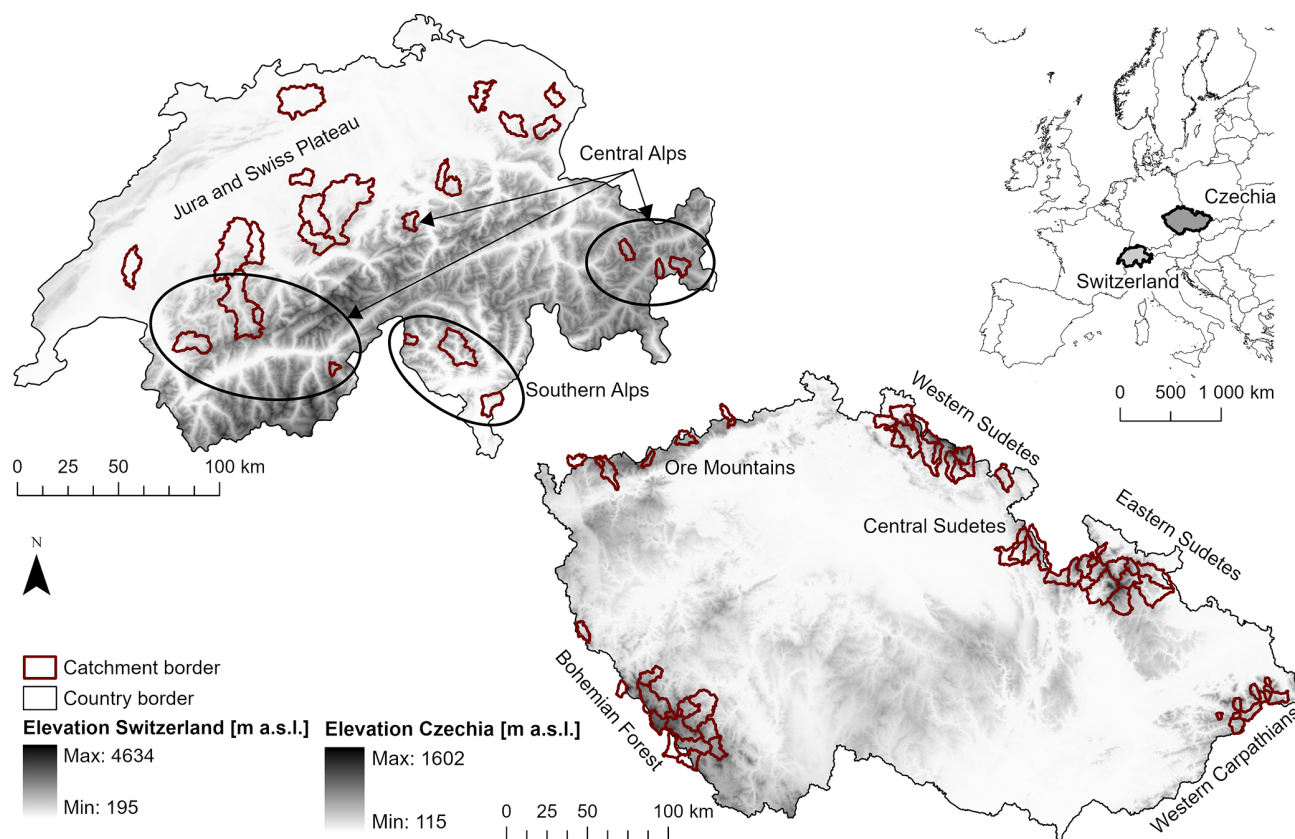 Jura and Swiss Plateau
Central Alps
Southern Alps
0 25 50 100 km
N
Czechia
Switzerland
0 500 1 000 km
Western Sudetes
Ore Mountains
Central Sudetes
Eastern Sudetes
Bohemian Forest
Western Carpathians
Catchment border
Country border
Elevation Switzerland [m a.s.l.]
Max: 4634
Min: 195
Elevation Czechia [m a.s.l.]
Max: 1602
Min: 115
0 25 50 100 km